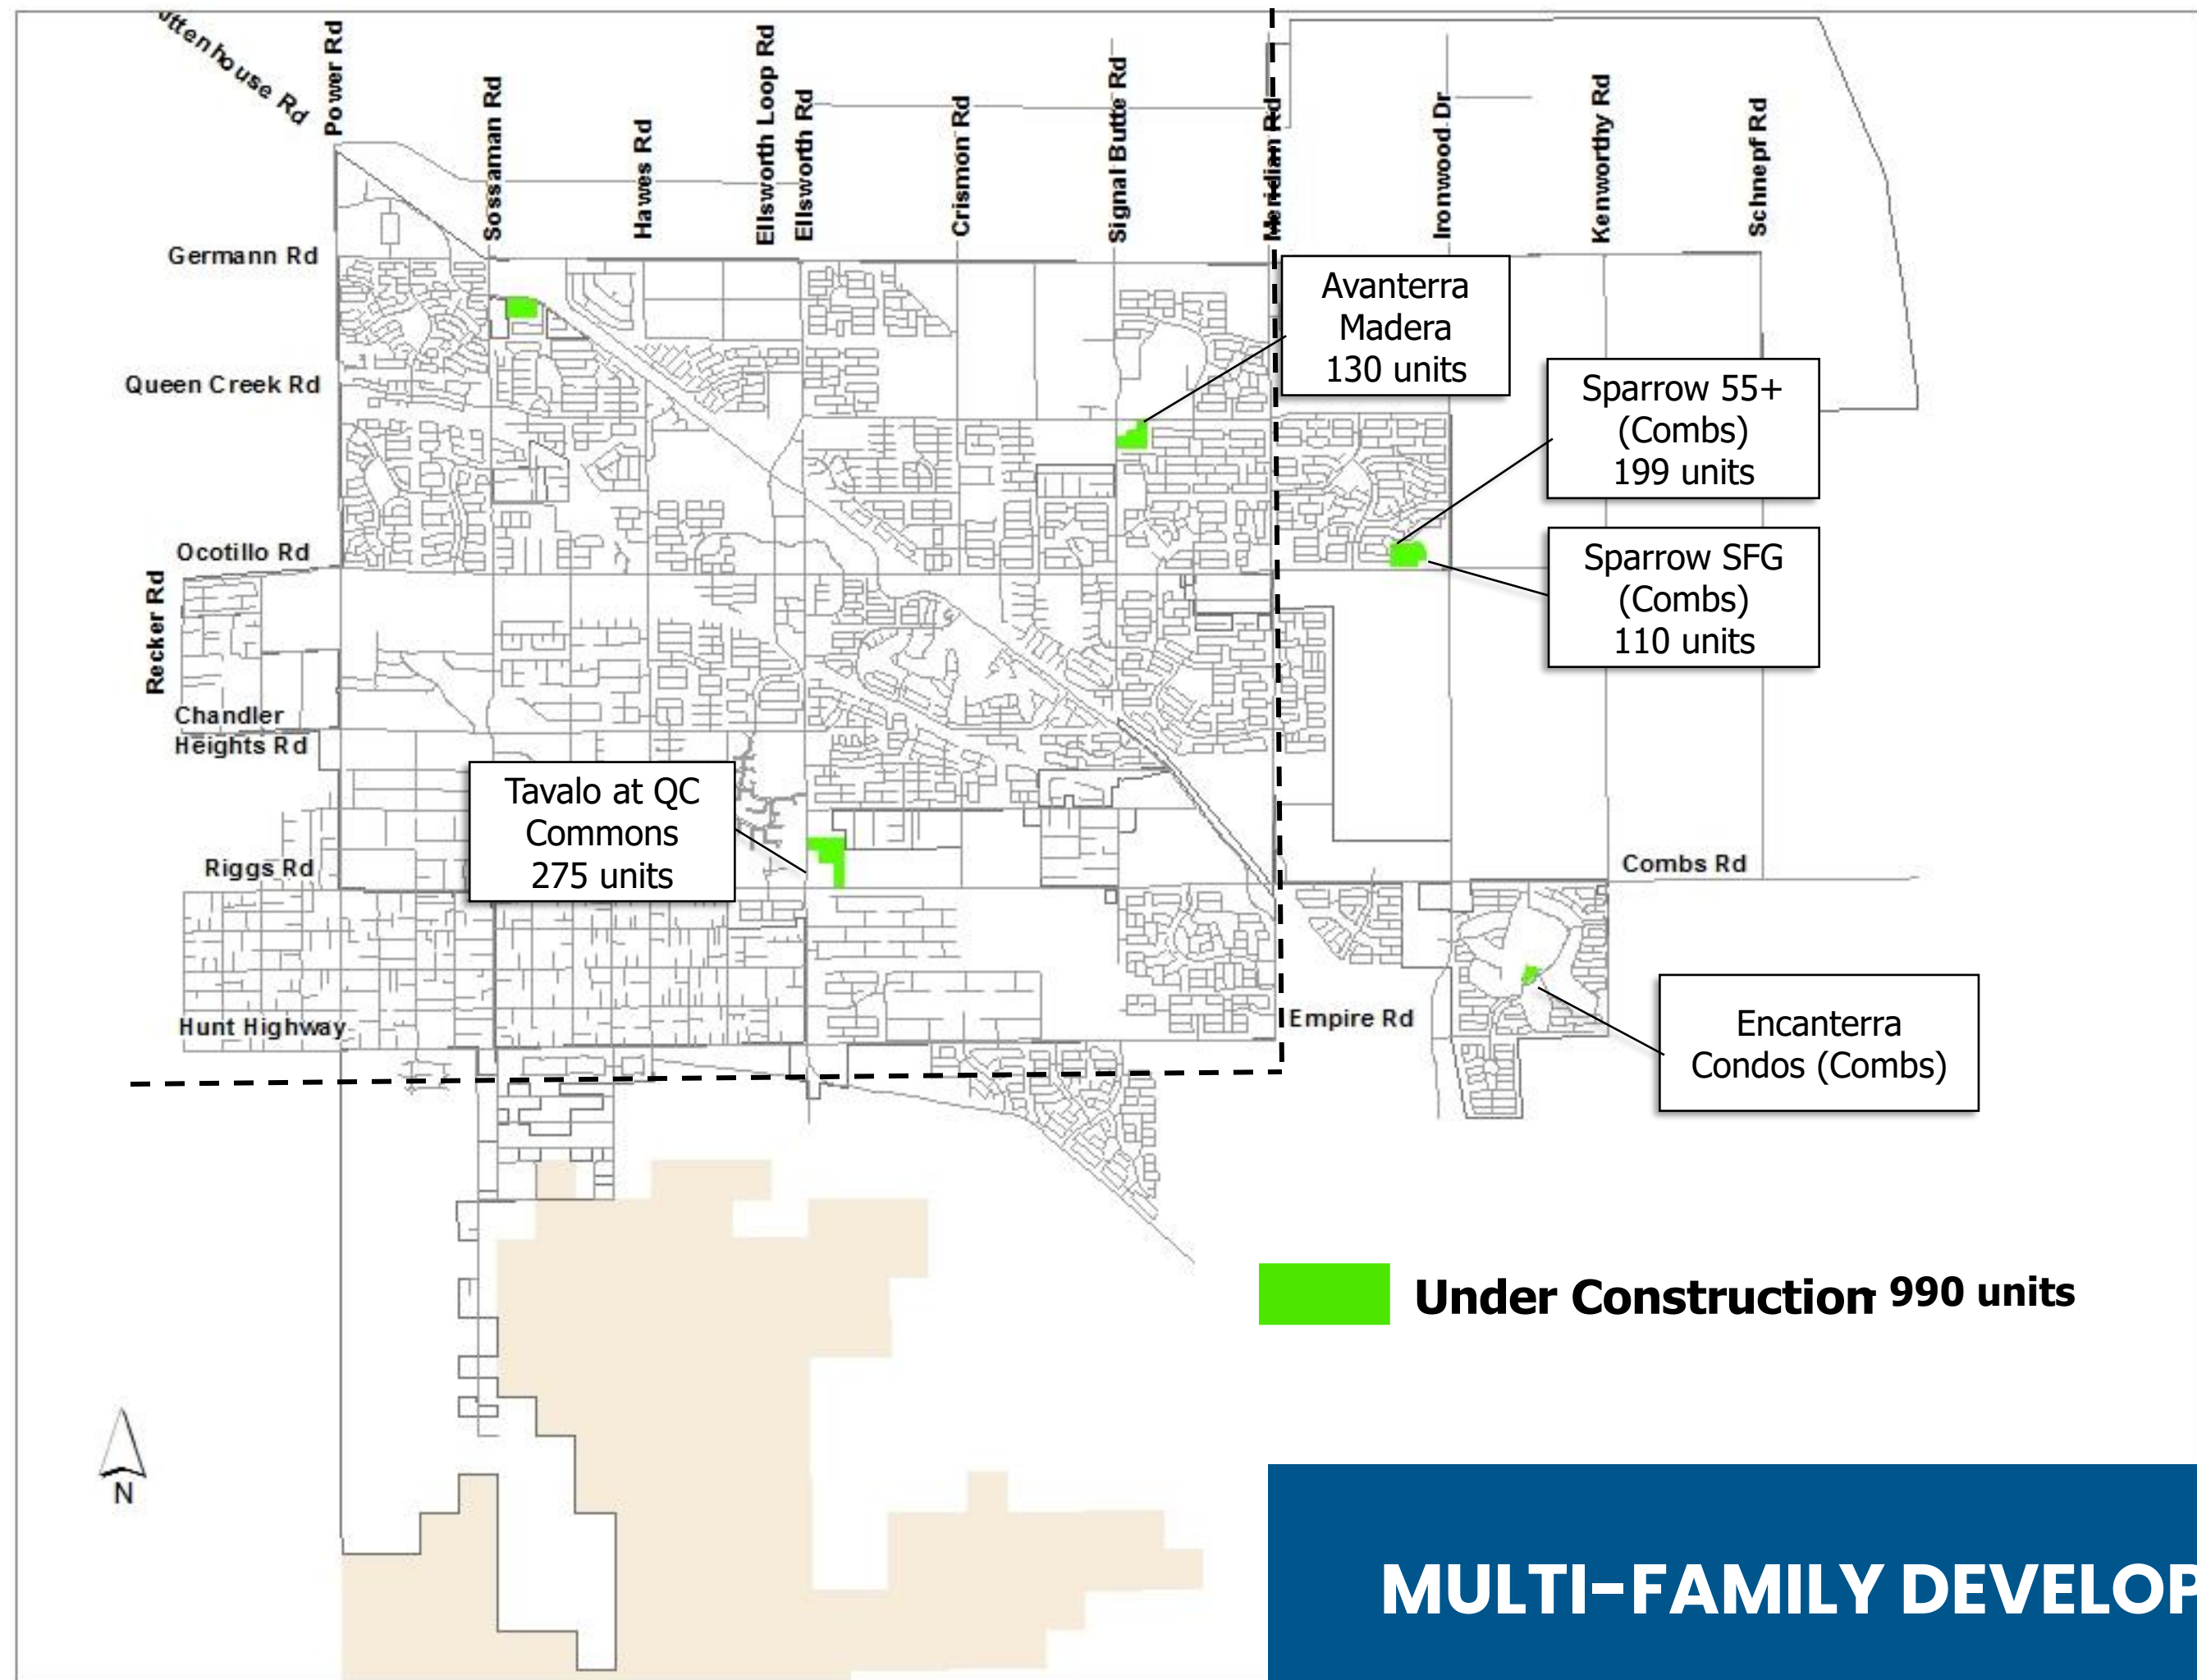 Power Rd
Sossaman Rd
Hawes Rd
Ellsworth Loop Rd
Ellsworth Rd
Crismon Rd
Signal Butte Rd
Meridian Rd
Ironwood Dr
Kenworthy Rd
Schnepf Rd
Germann Rd
Queen Creek Rd
Ocotillo Rd
Recker Rd
Chandler
Heights Rd
Riggs Rd
Hunt Highway
Combs Rd
Empire Rd
Avanterra
Madera
130 units
Sparrow 55+
(Combs)
199 units
Sparrow SFG
(Combs)
110 units
Tavalo at QC
Commons
275 units
Encanterra
Condos (Combs)
Under Construction - 990 units
N
MULTI-FAMILY DEVELOP